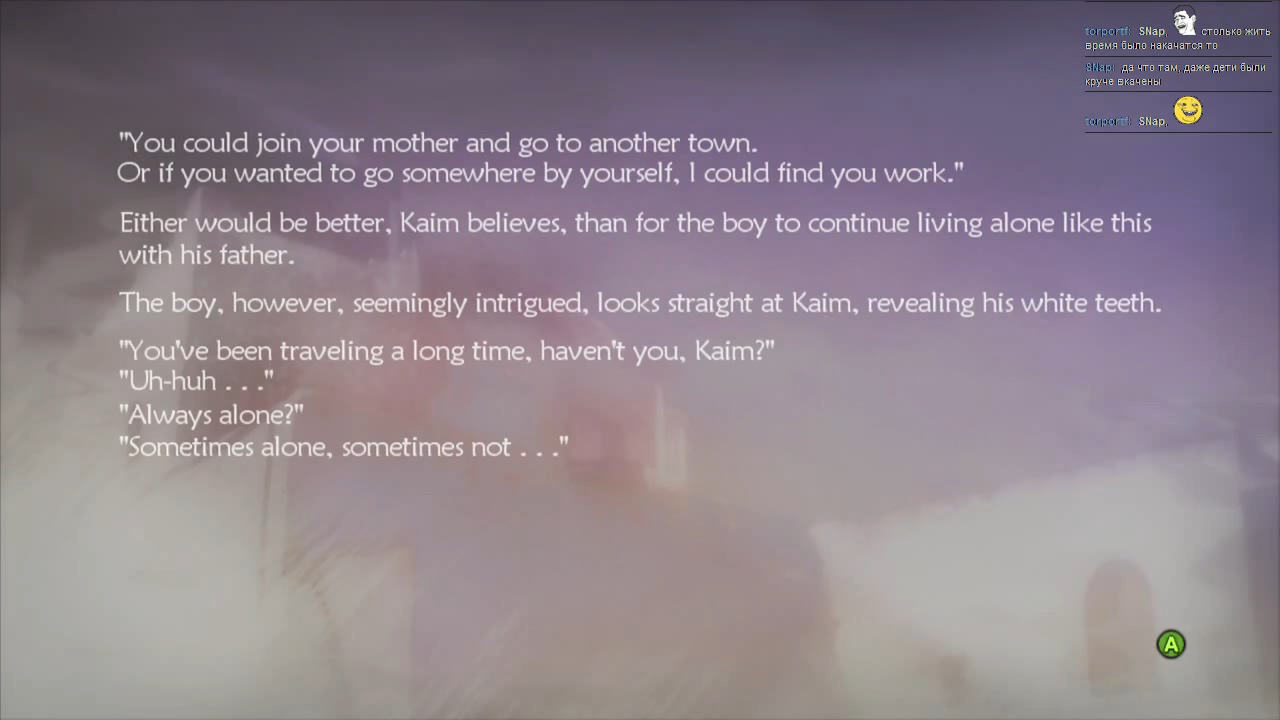 torportf: SNap, столько жить
время было накачатся то
SNap: да что там, даже дети были
круче вкачены
torportf: SNap,
"You could join your mother and go to another town.
Or if you wanted to go somewhere by yourself, I could find you work."
Either would be better, Kaim believes, than for the boy to continue living alone like this
with his father.
The boy, however, seemingly intrigued, looks straight at Kaim, revealing his white teeth.
"You've been traveling a long time, haven't you, Kaim?"
"Uh-huh . . ."
"Always alone?"
"Sometimes alone, sometimes not . . ."
A